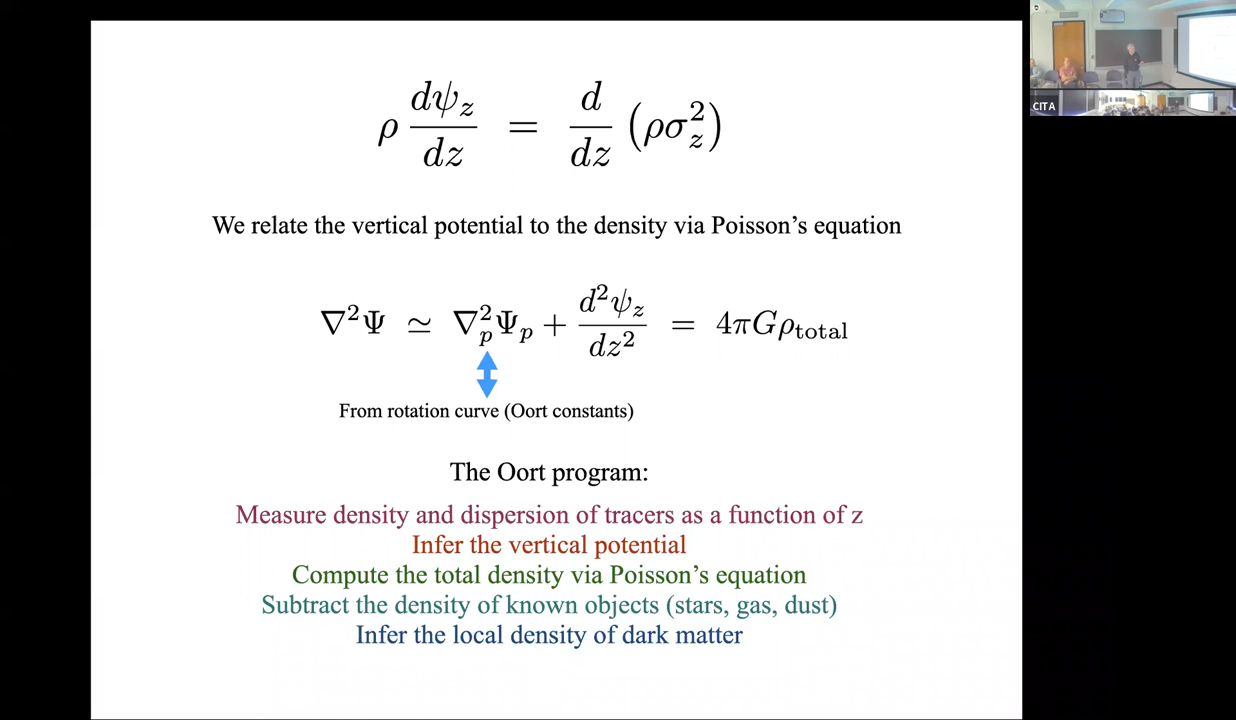 ρ dψ_z/dz = d/dz (ρσ_z^2)
We relate the vertical potential to the density via Poisson's equation
∇^2Ψ ≃ ∇_p^2Ψ_p + d^2ψ_z/dz^2 = 4πGρ_total
From rotation curve (Oort constants)
The Oort program:
Measure density and dispersion of tracers as a function of z
Infer the vertical potential
Compute the total density via Poisson's equation
Subtract the density of known objects (stars, gas, dust)
Infer the local density of dark matter
CITA